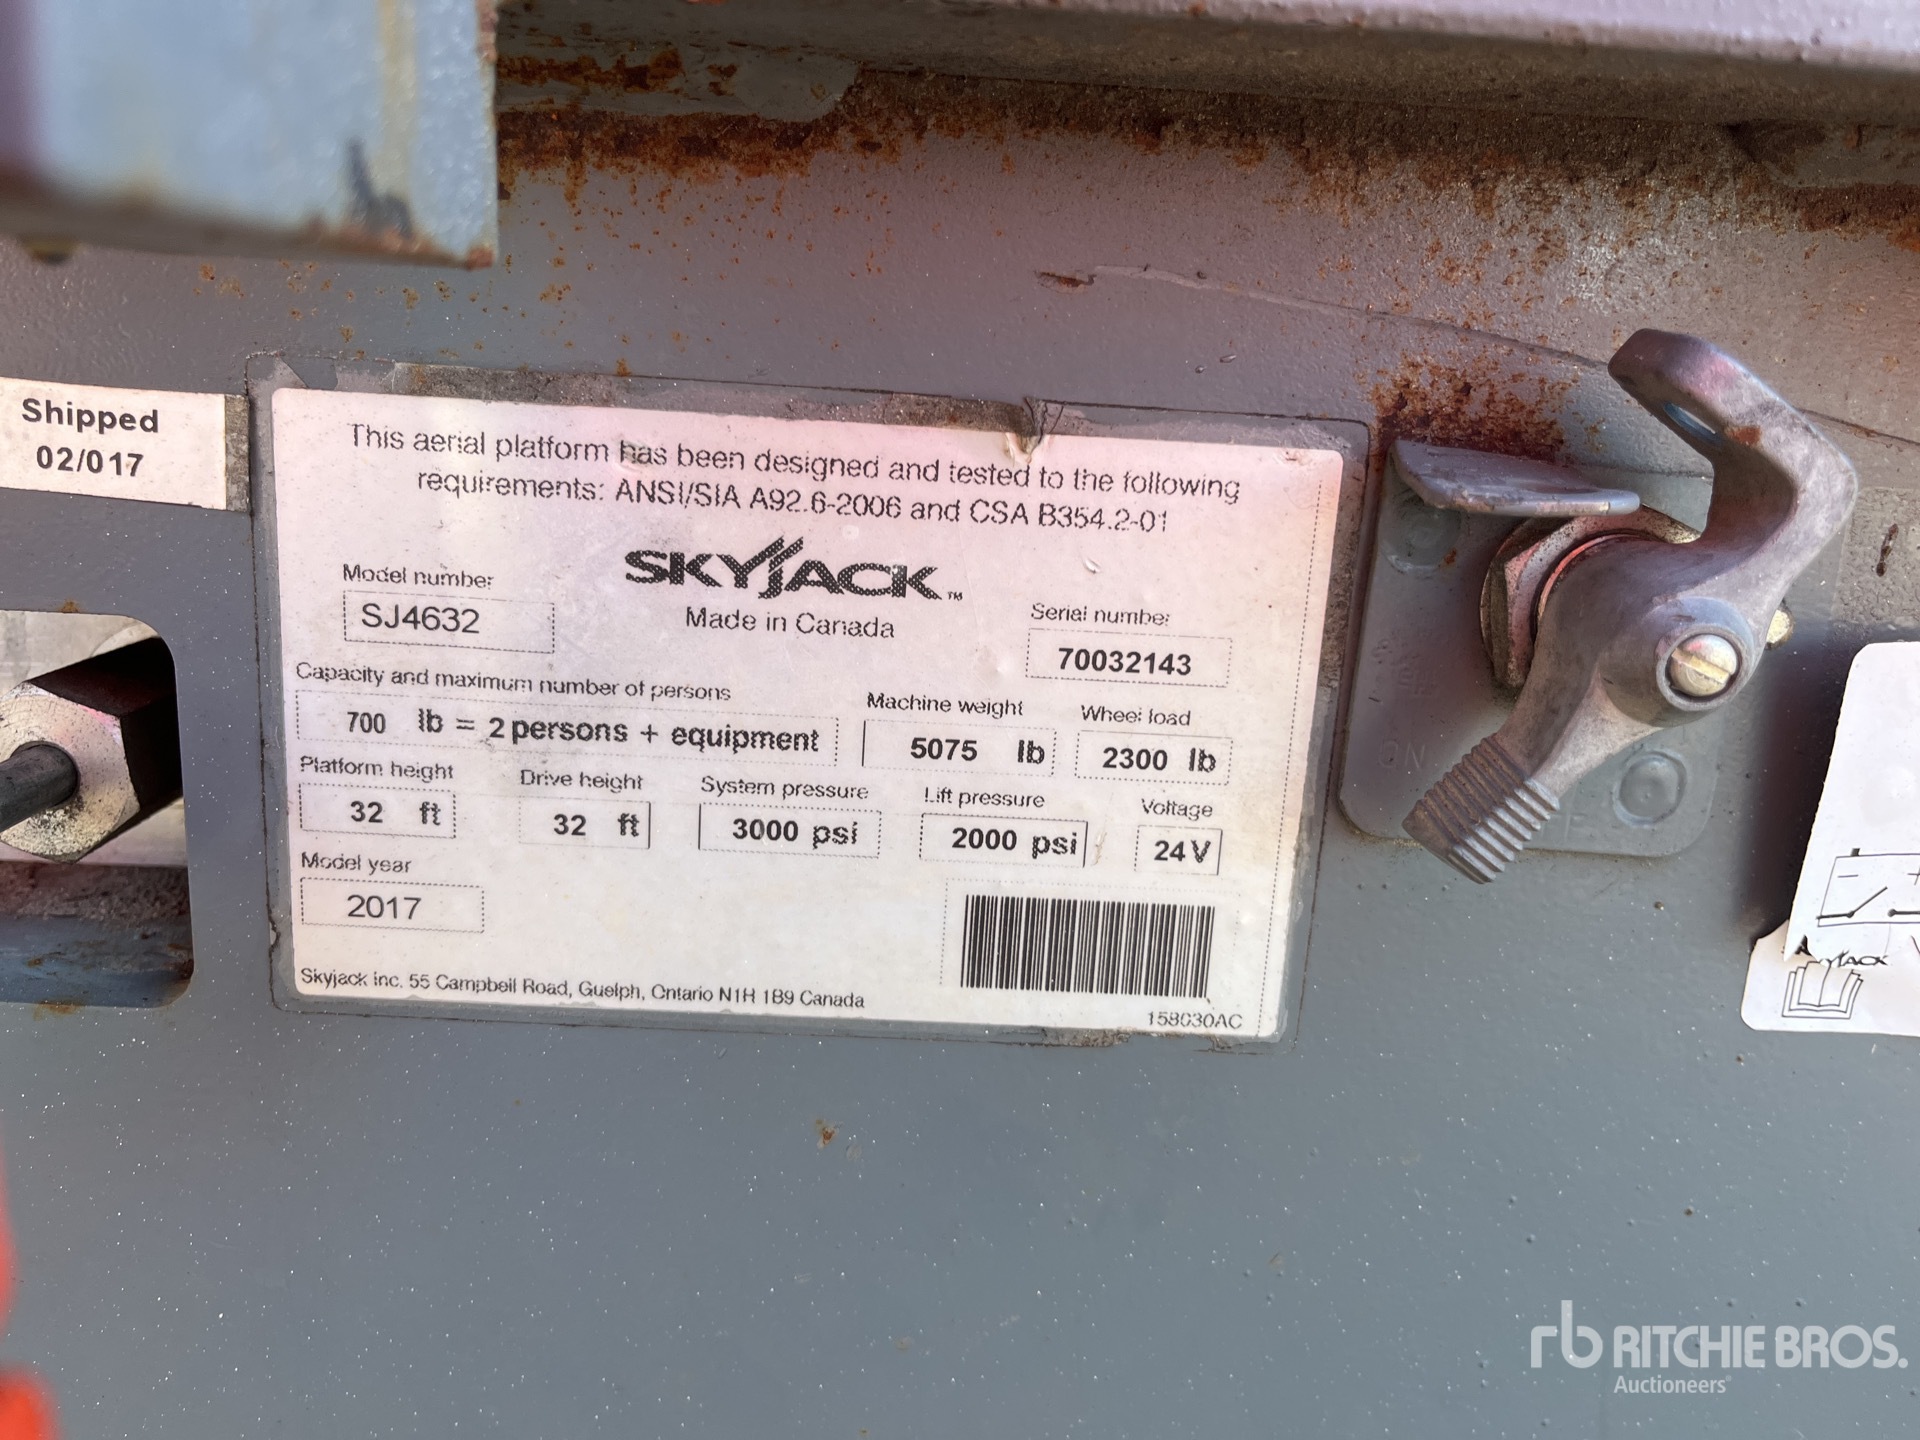 Shipped
02/017
This aerial platform has been designed and tested to the following
requirements: ANSI/SIA A92.6-2006 and CSA B354.2-01
SKYJACK™
Made in Canada
Model number
SJ4632
Serial number
70032143
Capacity and maximum number of persons
700 lb = 2 persons + equipment
Machine weight
5075 lb
Wheel load
2300 lb
Platform height
32 ft
Drive height
32 ft
System pressure
3000 psi
Lift pressure
2000 psi
Voltage
24 V
Model year
2017
Skyjack Inc. 55 Campbell Road, Guelph, Ontario N1H 1B9 Canada
158030AC
ON
- +
SKYJACK
rb RITCHIE BROS.
Auctioneers